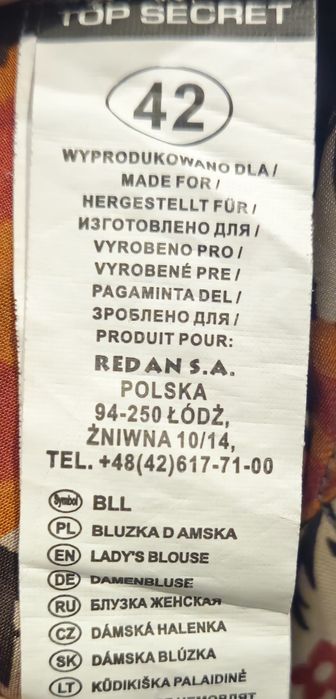 TOP SECRET
42
WYPRODUKOWANO DLA/
MADE FOR/
HERGESTELLT FÜR/
ИЗГОТОВЛЕНО ДЛЯ/
VYROBENO PRO/
VYROBENÉ PRE/
PAGAMINTA DEL/
ЗРОБЛЕНО ДЛЯ/
PRODUIT POUR:
REDAN S.A.
POLSKA
94-250 ŁÓDŹ,
ŻNIWNA 10/14,
TEL. +48(42)617-71-00
Symbol BLL
PL BLUZKA DAMSKA
EN LADY'S BLOUSE
DE DAMENBLUSE
RU БЛУЗКА ЖЕНСКАЯ
CZ DÁMSKÁ HALENKA
SK DÁMSKA BLÚZKA
LT KŪDIKIŠKA PALAIDINĖ